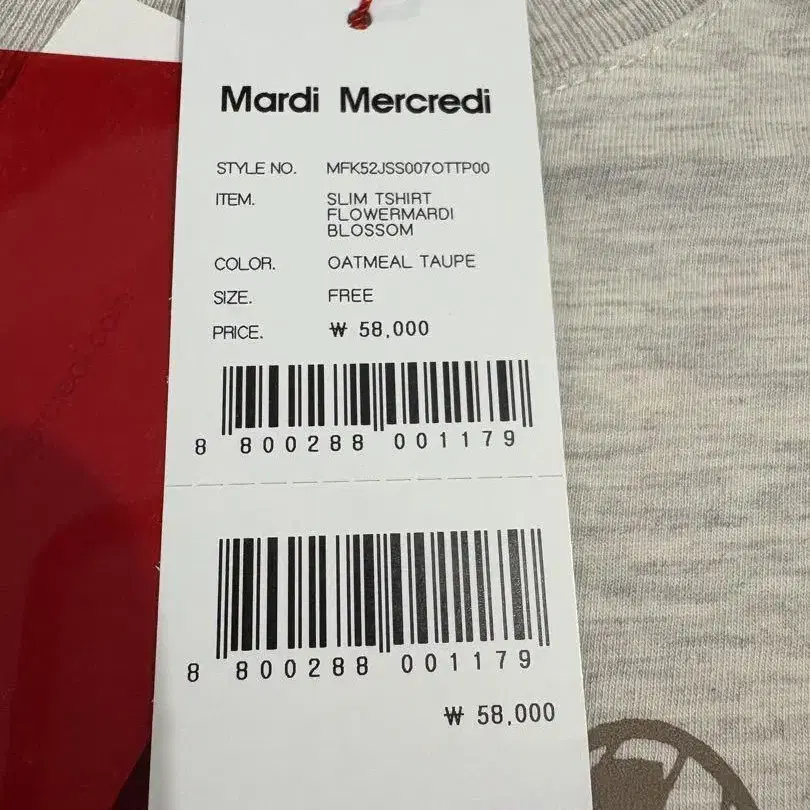 Mardi Mercredi
STYLE NO. MFK52JSS007OTTP00
ITEM. SLIM TSHIRT
FLOWERMARDI
BLOSSOM
COLOR. OATMEAL TAUPE
SIZE. FREE
PRICE. ₩ 58,000
8 800288 001179
8 800288 001179
₩ 58,000